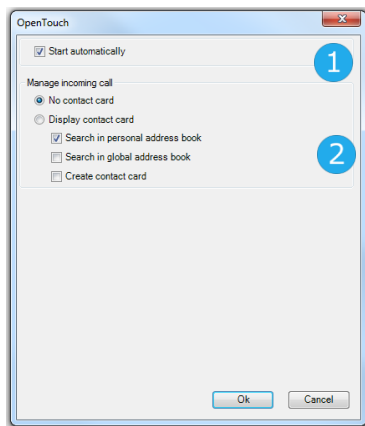 OpenTouch
x
Start automatically
1
Manage incoming call
No contact card
Display contact card
Search in personal address book
Search in global address book
2
Create contact card
Ok
Cancel